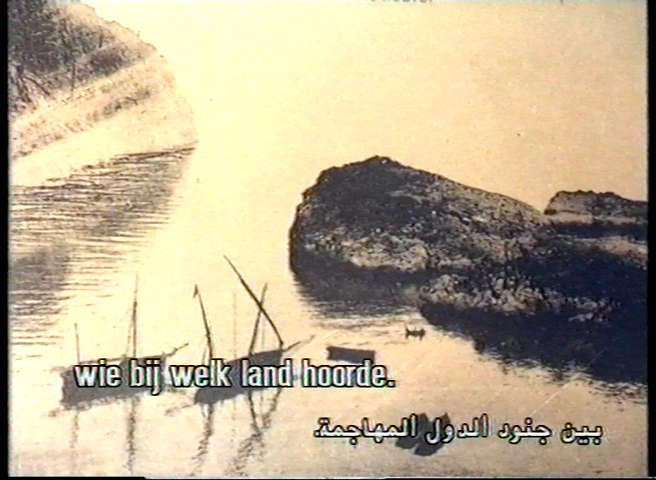 wie bij welk land hoorde.
بين جنود الدول المهاجمة.